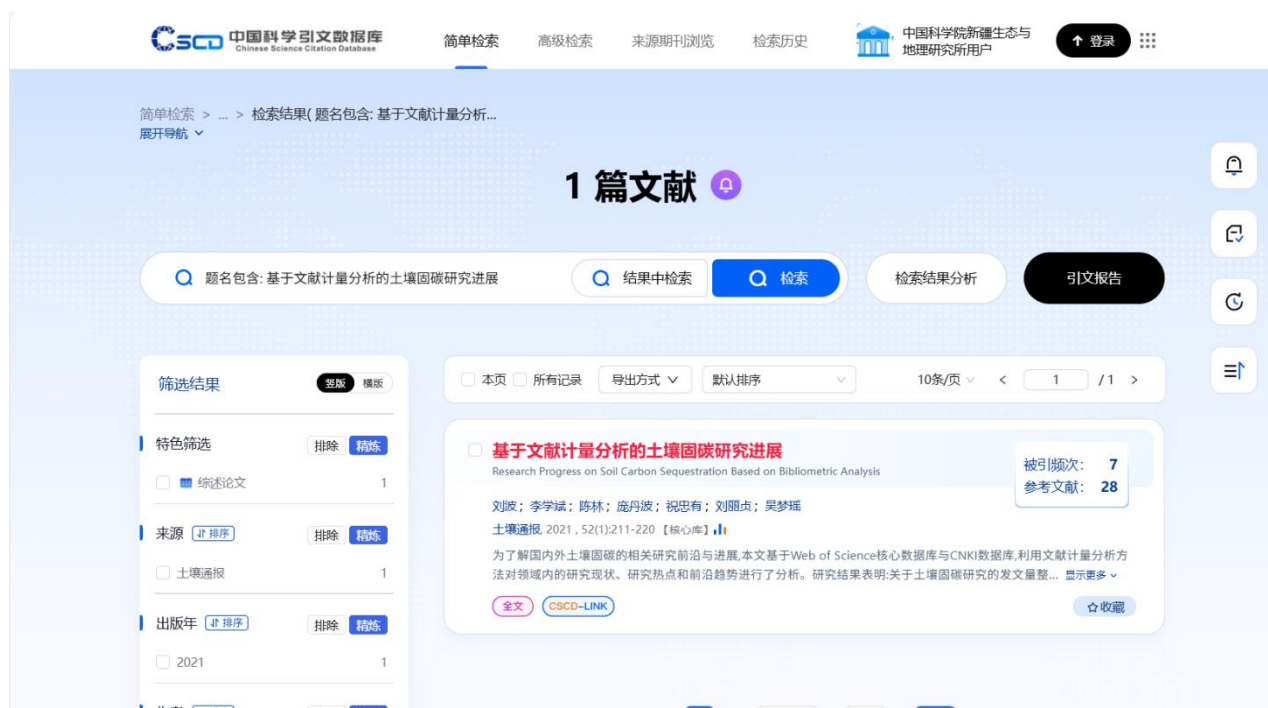 CSCD 中国科学引文数据库
Chinese Science Citation Database
简单检索 高级检索 来源期刊浏览 检索历史
中国科学院新疆生态与
地理研究所用户
登录
简单检索 > ... > 检索结果( 题名包含: 基于文献计量分析...
展开导航
1 篇文献
题名包含: 基于文献计量分析的土壤固碳研究进展
结果中检索 检索 检索结果分析 引文报告
筛选结果 竖版 横版
本页 所有记录 导出方式 默认排序 10条/页 < 1 / 1 >
特色筛选 排除 精炼
综述论文 1
来源 排序 排除 精炼
土壤通报 1
出版年 排序 排除 精炼
2021 1
基于文献计量分析的土壤固碳研究进展
Research Progress on Soil Carbon Sequestration Based on Bibliometric Analysis
被引频次: 7
参考文献: 28
刘波; 李学斌; 陈林; 庞丹波; 祝忠有; 刘丽贞; 吴梦瑶
土壤通报, 2021 , 52(1):211-220 【核心库】
为了解国内外土壤固碳的相关研究前沿与进展,本文基于Web of Science核心数据库与CNKI数据库,利用文献计量分析方
法对领域内的研究现状、研究热点和前沿趋势进行了分析。研究结果表明:关于土壤固碳研究的发文量整... 显示更多
全文 CSCD-LINK 收藏